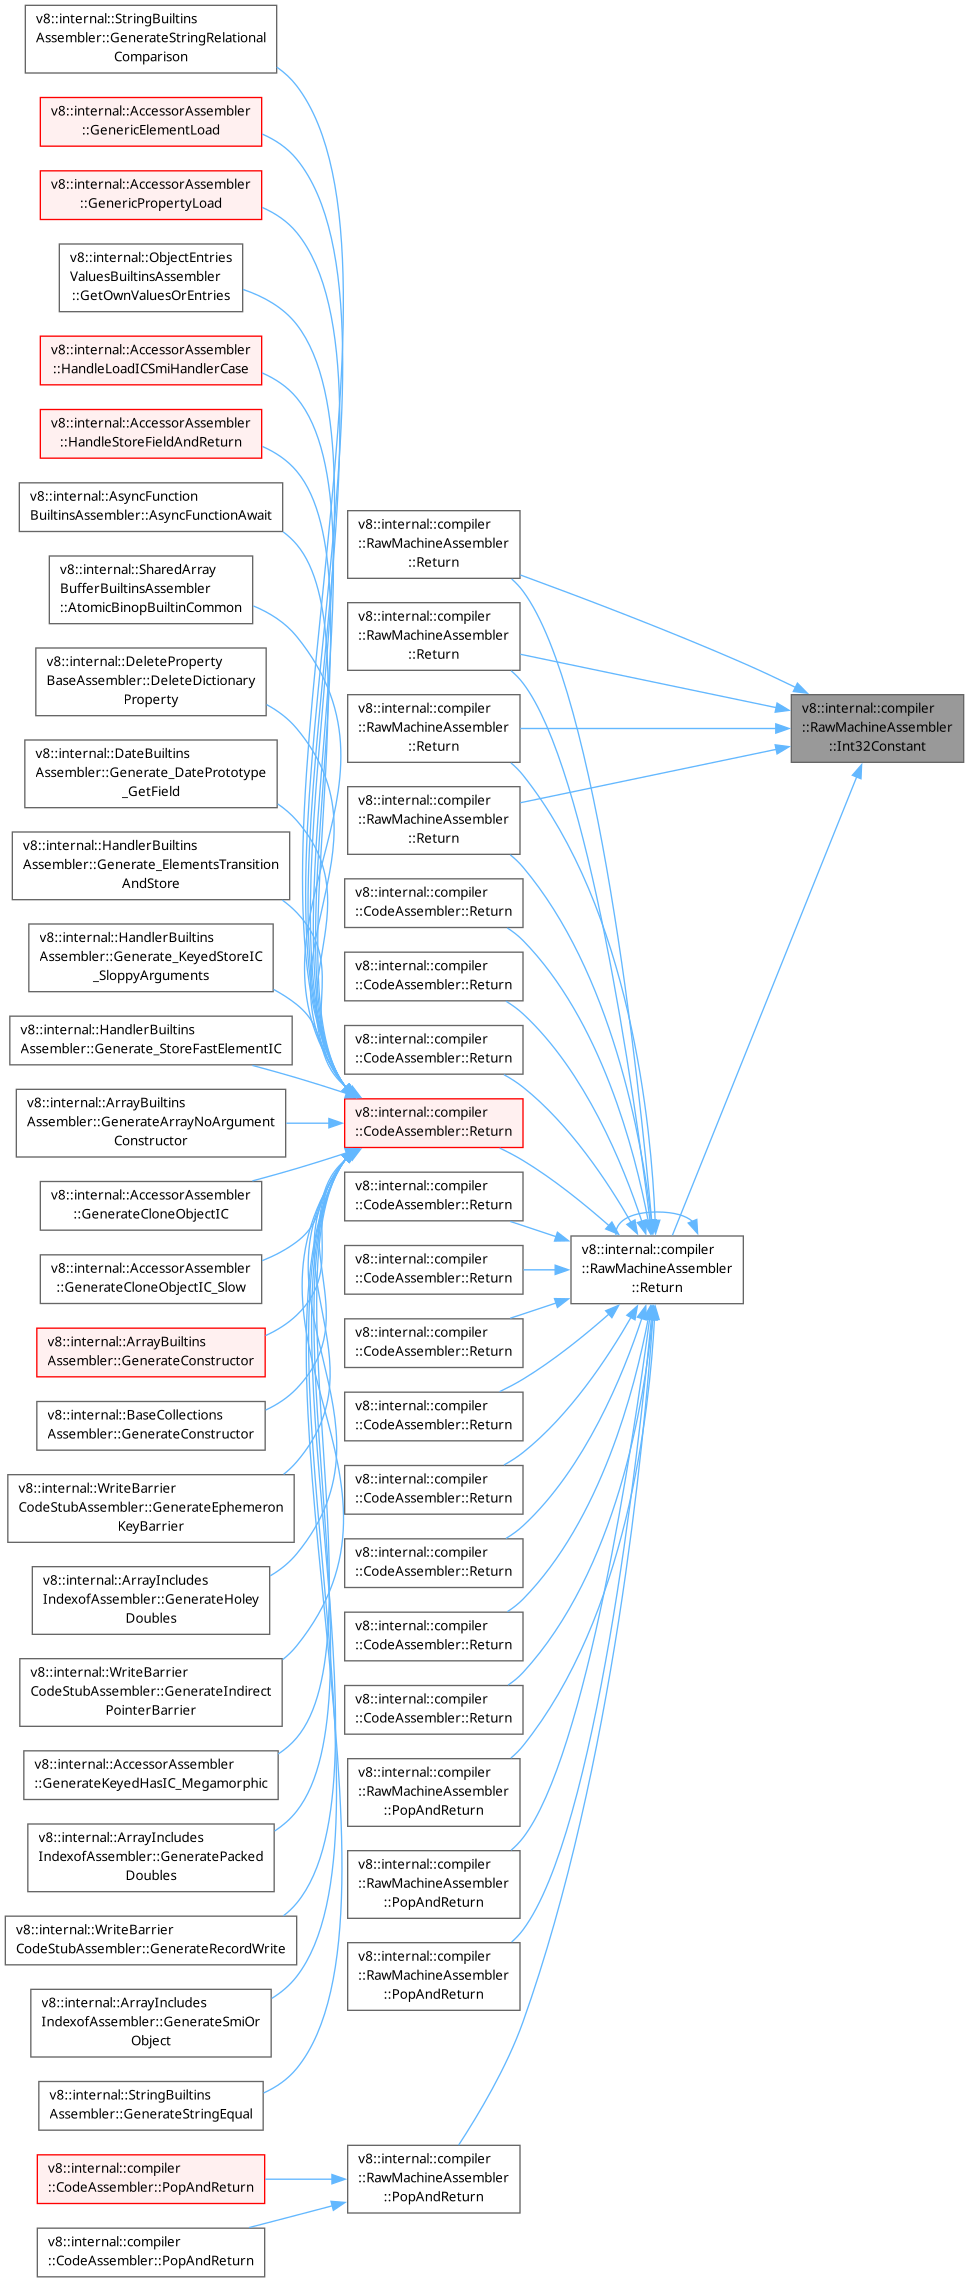 v8::internal::StringBuiltins
Assembler::GenerateStringRelational
Comparison
v8::internal::AccessorAssembler
::GenericElementLoad
v8::internal::AccessorAssembler
::GenericPropertyLoad
v8::internal::ObjectEntries
ValuesBuiltinsAssembler
::GetOwnValuesOrEntries
v8::internal::AccessorAssembler
::HandleLoadICSmiHandlerCase
v8::internal::AccessorAssembler
::HandleStoreFieldAndReturn
v8::internal::AsyncFunction
BuiltinsAssembler::AsyncFunctionAwait
v8::internal::SharedArray
BufferBuiltinsAssembler
::AtomicBinopBuiltinCommon
v8::internal::DeleteProperty
BaseAssembler::DeleteDictionary
Property
v8::internal::DateBuiltins
Assembler::Generate_DatePrototype
_GetField
v8::internal::HandlerBuiltins
Assembler::Generate_ElementsTransition
AndStore
v8::internal::HandlerBuiltins
Assembler::Generate_KeyedStoreIC
_SloppyArguments
v8::internal::HandlerBuiltins
Assembler::Generate_StoreFastElementIC
v8::internal::ArrayBuiltins
Assembler::GenerateArrayNoArgument
Constructor
v8::internal::AccessorAssembler
::GenerateCloneObjectIC
v8::internal::AccessorAssembler
::GenerateCloneObjectIC_Slow
v8::internal::ArrayBuiltins
Assembler::GenerateConstructor
v8::internal::BaseCollections
Assembler::GenerateConstructor
v8::internal::WriteBarrier
CodeStubAssembler::GenerateEphemeron
KeyBarrier
v8::internal::ArrayIncludes
IndexofAssembler::GenerateHoley
Doubles
v8::internal::WriteBarrier
CodeStubAssembler::GenerateIndirect
PointerBarrier
v8::internal::AccessorAssembler
::GenerateKeyedHasIC_Megamorphic
v8::internal::ArrayIncludes
IndexofAssembler::GeneratePacked
Doubles
v8::internal::WriteBarrier
CodeStubAssembler::GenerateRecordWrite
v8::internal::ArrayIncludes
IndexofAssembler::GenerateSmiOr
Object
v8::internal::StringBuiltins
Assembler::GenerateStringEqual
v8::internal::compiler
::CodeAssembler::PopAndReturn
v8::internal::compiler
::CodeAssembler::PopAndReturn
v8::internal::compiler
::RawMachineAssembler
::Return
v8::internal::compiler
::RawMachineAssembler
::Return
v8::internal::compiler
::RawMachineAssembler
::Return
v8::internal::compiler
::RawMachineAssembler
::Return
v8::internal::compiler
::CodeAssembler::Return
v8::internal::compiler
::CodeAssembler::Return
v8::internal::compiler
::CodeAssembler::Return
v8::internal::compiler
::CodeAssembler::Return
v8::internal::compiler
::CodeAssembler::Return
v8::internal::compiler
::CodeAssembler::Return
v8::internal::compiler
::CodeAssembler::Return
v8::internal::compiler
::CodeAssembler::Return
v8::internal::compiler
::CodeAssembler::Return
v8::internal::compiler
::CodeAssembler::Return
v8::internal::compiler
::CodeAssembler::Return
v8::internal::compiler
::CodeAssembler::Return
v8::internal::compiler
::RawMachineAssembler
::PopAndReturn
v8::internal::compiler
::RawMachineAssembler
::PopAndReturn
v8::internal::compiler
::RawMachineAssembler
::PopAndReturn
v8::internal::compiler
::RawMachineAssembler
::PopAndReturn
v8::internal::compiler
::RawMachineAssembler
::Return
v8::internal::compiler
::RawMachineAssembler
::Int32Constant